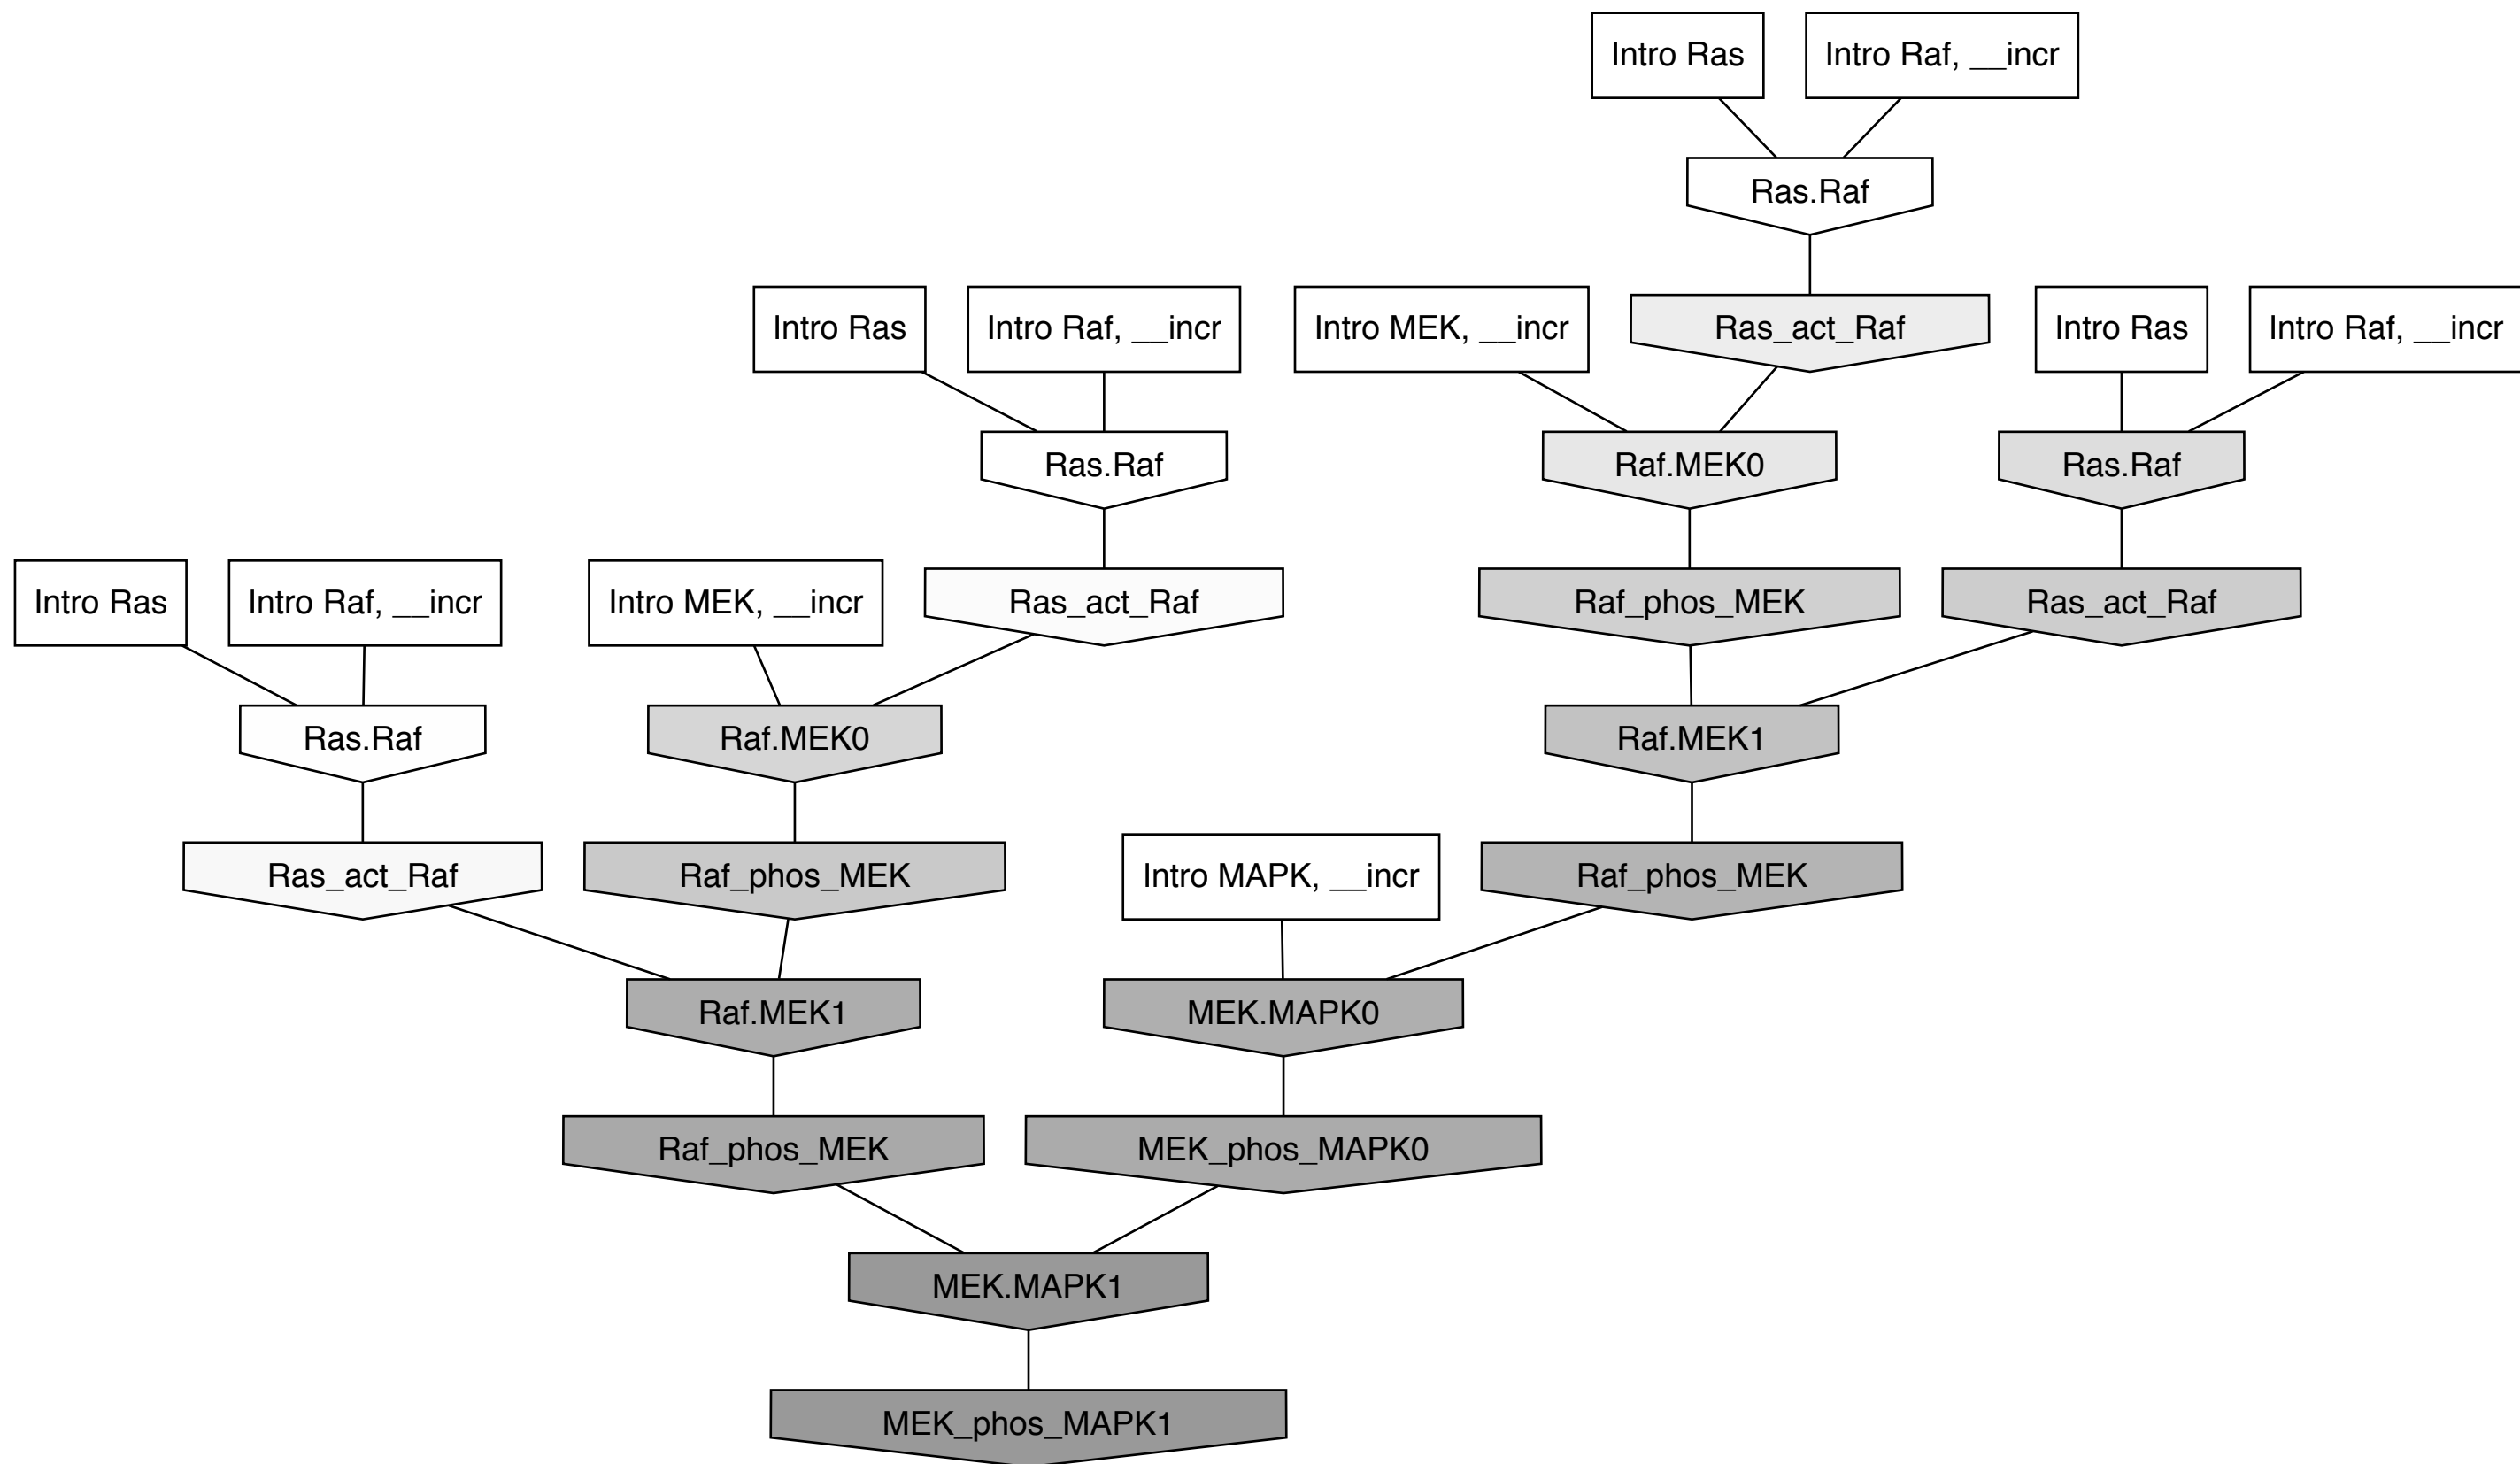 Intro Ras
Intro Raf, __incr
Ras.Raf
Intro Ras
Intro Raf, __incr
Intro MEK, __incr
Ras_act_Raf
Intro Ras
Intro Raf, __incr
Ras.Raf
Raf.MEK0
Ras.Raf
Intro Ras
Intro Raf, __incr
Intro MEK, __incr
Ras_act_Raf
Raf_phos_MEK
Ras_act_Raf
Ras.Raf
Raf.MEK0
Raf.MEK1
Ras_act_Raf
Raf_phos_MEK
Intro MAPK, __incr
Raf_phos_MEK
Raf.MEK1
MEK.MAPK0
Raf_phos_MEK
MEK_phos_MAPK0
MEK.MAPK1
MEK_phos_MAPK1